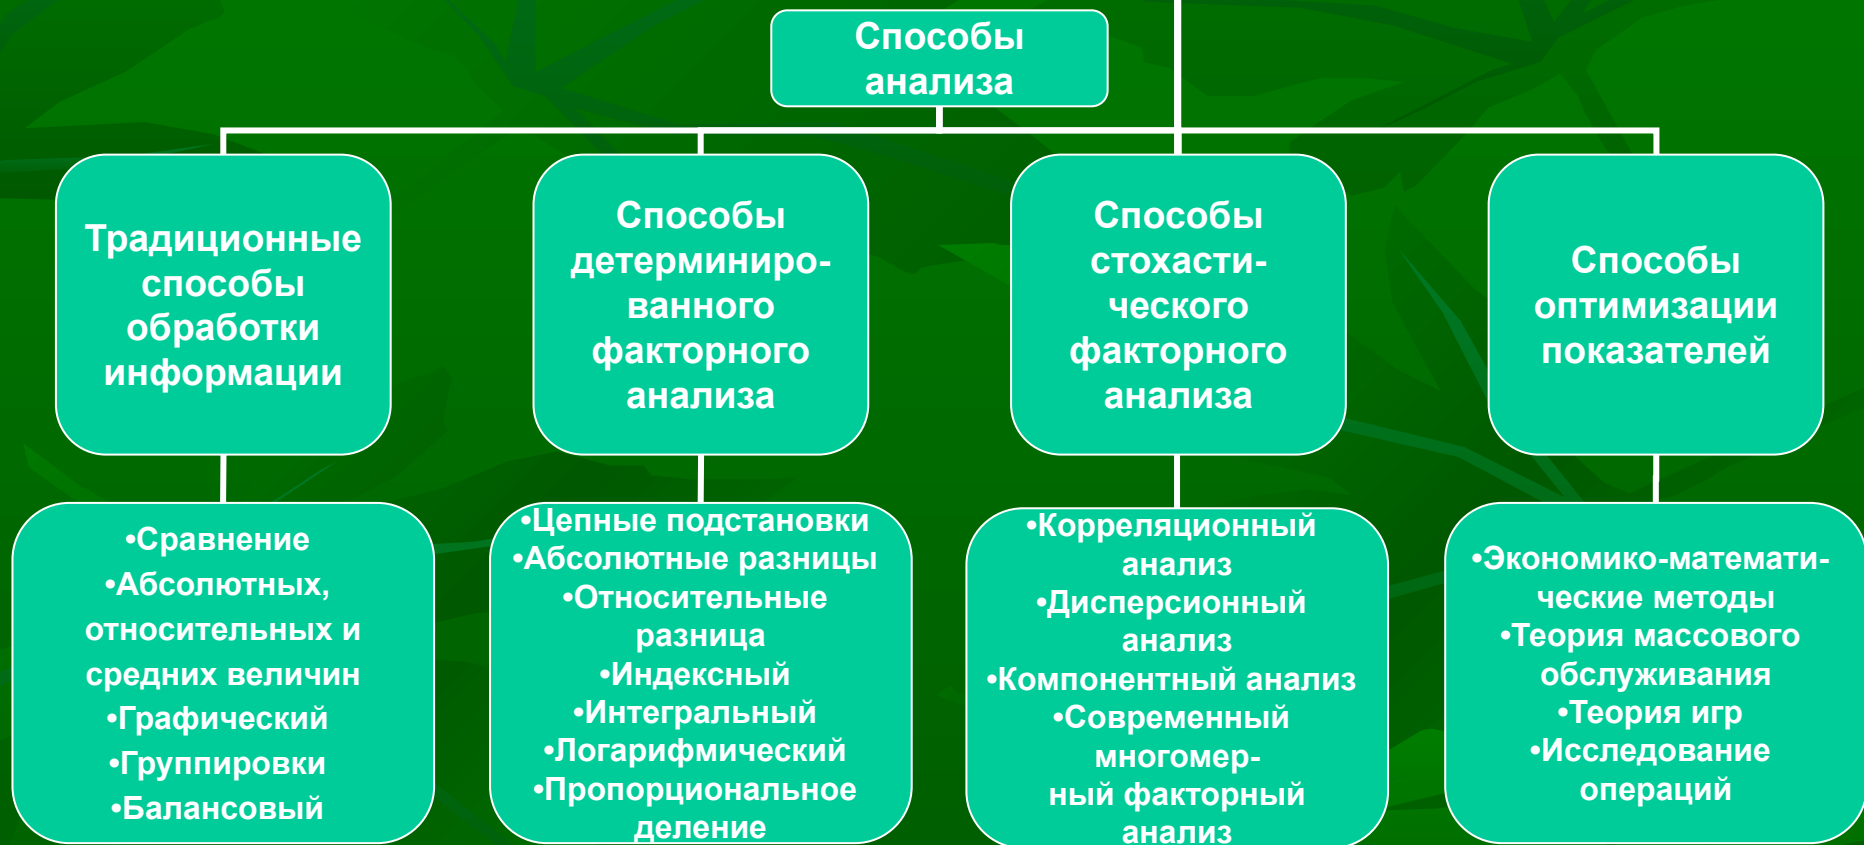 Способы
анализа
Традиционные
способы
обработки
информации
Способы
детерминиро-
ванного
факторного
анализа
Способы
стохасти-
ческого
факторного
анализа
Способы
оптимизации
показателей
•Сравнение
•Абсолютных,
относительных и
средних величин
•Графический
•Группировки
•Балансовый
•Цепные подстановки
•Абсолютные разницы
•Относительные
разница
•Индексный
•Интегральный
•Логарифмический
•Пропорциональное
деление
•Корреляционный
анализ
•Дисперсионный
анализ
•Компонентный анализ
•Современный
многомер-
ный факторный
анализ
•Экономико-математи-
ческие методы
•Теория массового
обслуживания
•Теория игр
•Исследование
операций